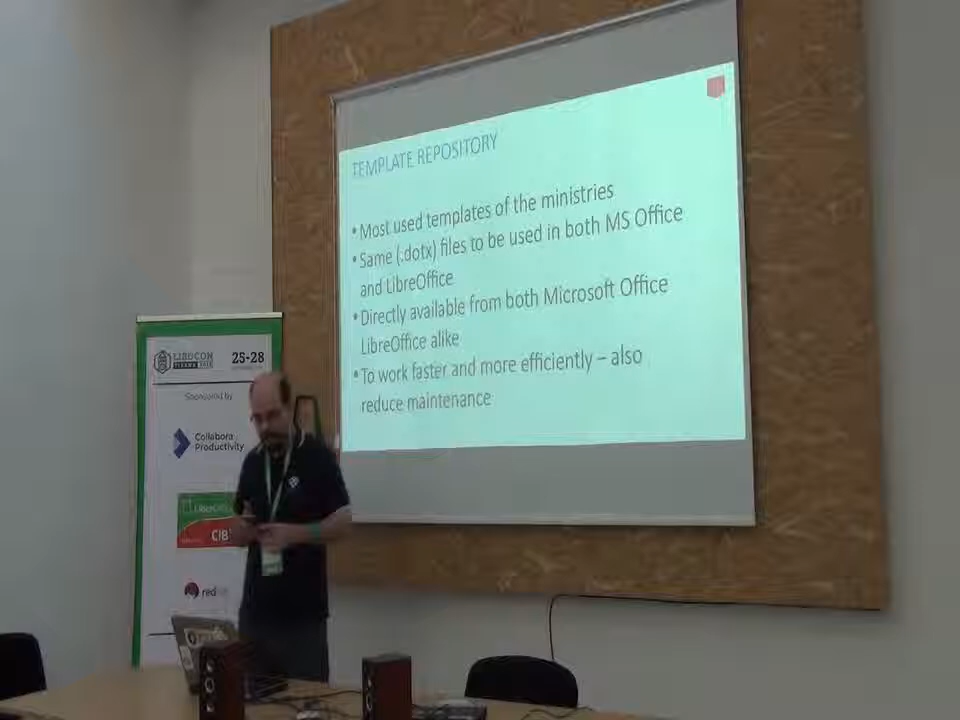 TEMPLATE REPOSITORY
•Most used templates of the ministries
•Same (.dotx) files to be used in both MS Office
and LibreOffice
•Directly available from both Microsoft Office
LibreOffice alike
•To work faster and more efficiently – also
reduce maintenance
LIBOCON
25-28
Sponsored by
Collabora
Productivity
CIB
red